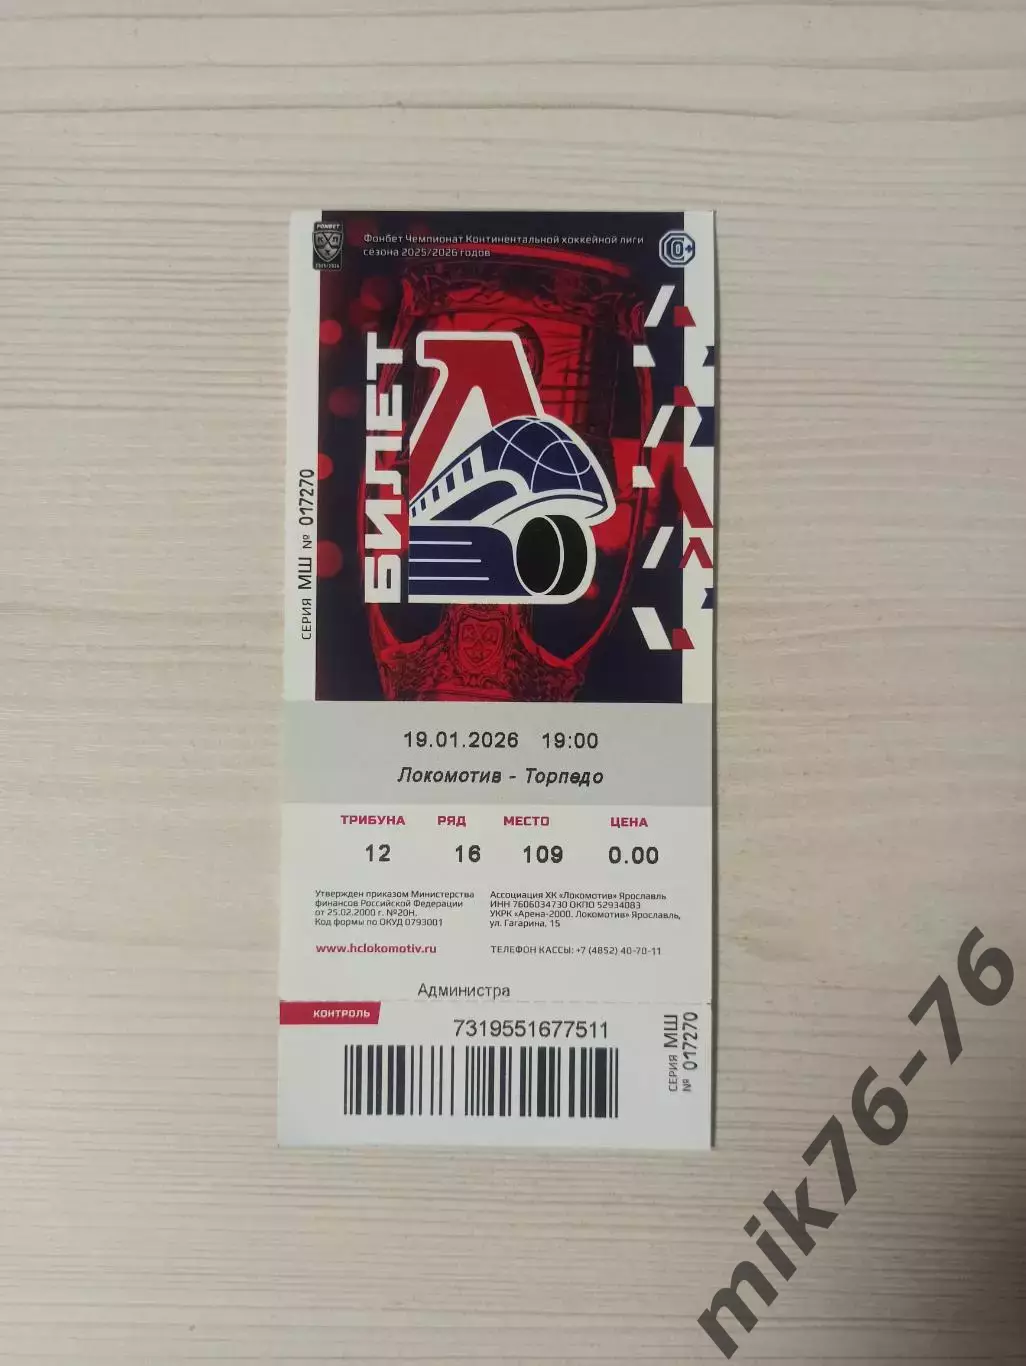 ФОНБЕТ
КХЛ
2025/2026
Фонбет Чемпионат Континентальной хоккейной лиги
сезона 2025/2026 годов
0+
БИЛЕТ
СЕРИЯ МШ № 017270
19.01.2026 19:00
Локомотив - Торпедо
ТРИБУНА РЯД МЕСТО ЦЕНА
12 16 109 0.00
Утвержден приказом Министерства
финансов Российской Федерации
от 25.02.2000 г. №20Н.
Код формы по ОКУД 0793001
www.hclokomotiv.ru
Ассоциация ХК «Локомотив» Ярославль
ИНН 7606034730 ОКПО 52934083
УКРК «Арена-2000. Локомотив» Ярославль,
ул. Гагарина, 15
ТЕЛЕФОН КАССЫ: +7 (4852) 40-70-11
Администра
КОНТРОЛЬ
7319551677511
СЕРИЯ МШ
№ 017270
mik76-76